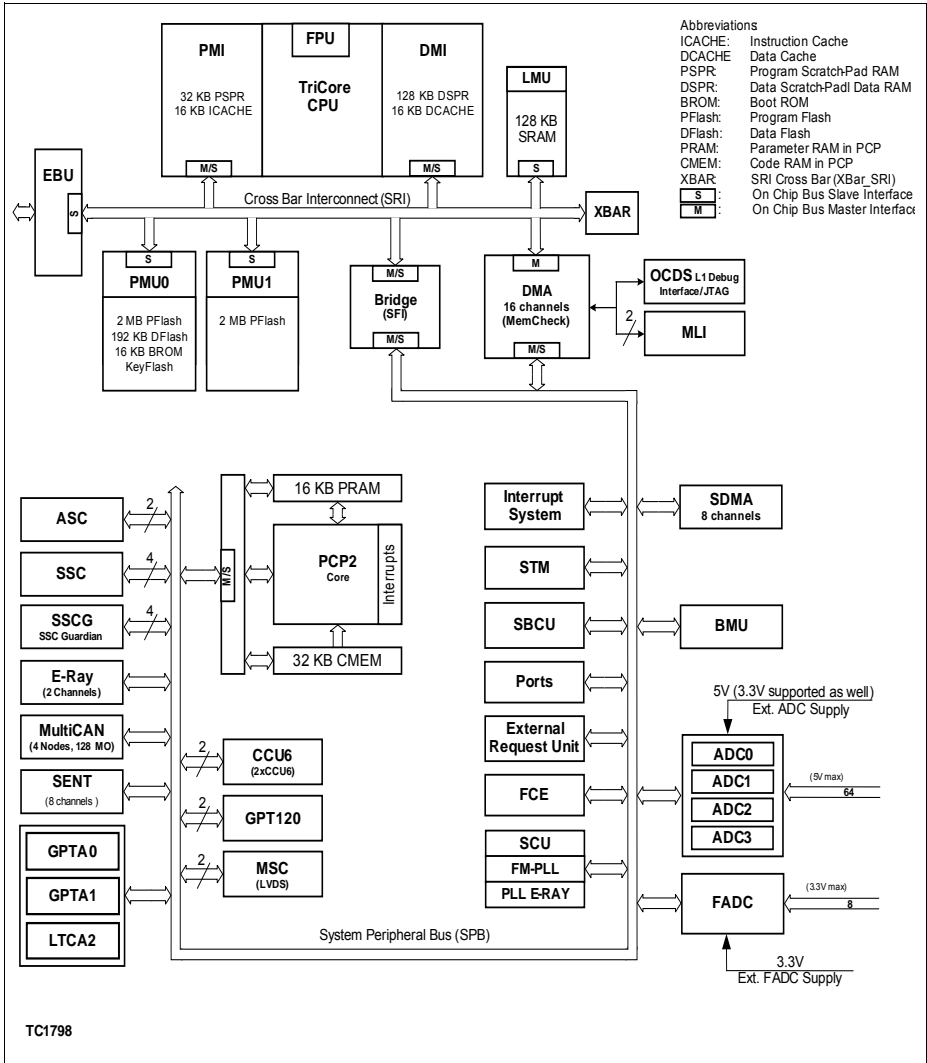 Abbreviations
ICACHE: Instruction Cache
DCACHE Data Cache
PSPR: Program Scratch-Pad RAM
DSPR: Data Scratch-Padl Data RAM
BROM: Boot ROM
PFlash: Program Flash
DFlash: Data Flash
PRAM: Parameter RAM in PCP
CMEM: Code RAM in PCP
XBAR: SRI Cross Bar (XBar_SRI)
S : On Chip Bus Slave Interface
M : On Chip Bus Master Interface
PMI
32 KB PSPR
16 KB ICACHE
M/S
FPU
TriCore
CPU
DMI
128 KB DSPR
16 KB DCACHE
M/S
LMU
128 KB
SRAM
S
EBU
S
Cross Bar Interconnect (SRI)
XBAR
S
PMU0
2 MB PFlash
192 KB DFlash
16 KB BROM
KeyFlash
S
PMU1
2 MB PFlash
M/S
Bridge
(SFI)
M/S
M
DMA
16 channels
(MemCheck)
M/S
OCDS L1 Debug
Interface/JTAG
2
MLI
ASC
2
SSC
4
SSCG
SSC Guardian
4
E-Ray
(2 Channels)
MultiCAN
(4 Nodes, 128 MO)
SENT
(8 channels )
GPTA0
GPTA1
LTCA2
M/S
16 KB PRAM
PCP2
Core
Interrupts
32 KB CMEM
2
CCU6
(2xCCU6)
2
GPT120
2
MSC
(LVDS)
Interrupt
System
STM
SBCU
Ports
External
Request Unit
FCE
SCU
FM-PLL
PLL E-RAY
SDMA
8 channels
BMU
5V (3.3V supported as well)
Ext. ADC Supply
ADC0
ADC1
ADC2
ADC3
(5V max)
64
FADC
(3.3V max)
8
3.3V
Ext. FADC Supply
System Peripheral Bus (SPB)
TC1798